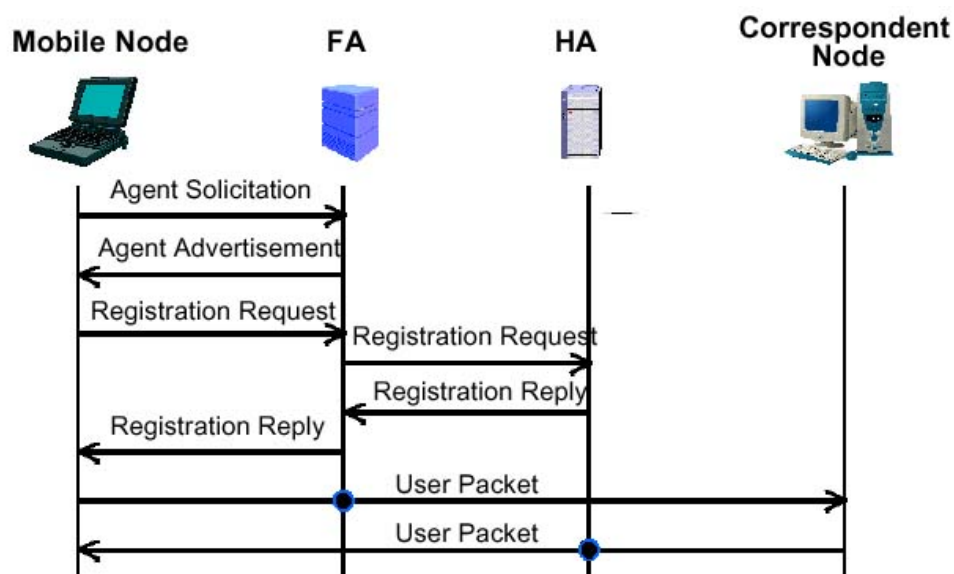 Mobile Node
FA
HA
Correspondent
Node
Agent Solicitation
Agent Advertisement
Registration Request
Registration Request
Registration Reply
Registration Reply
User Packet
User Packet